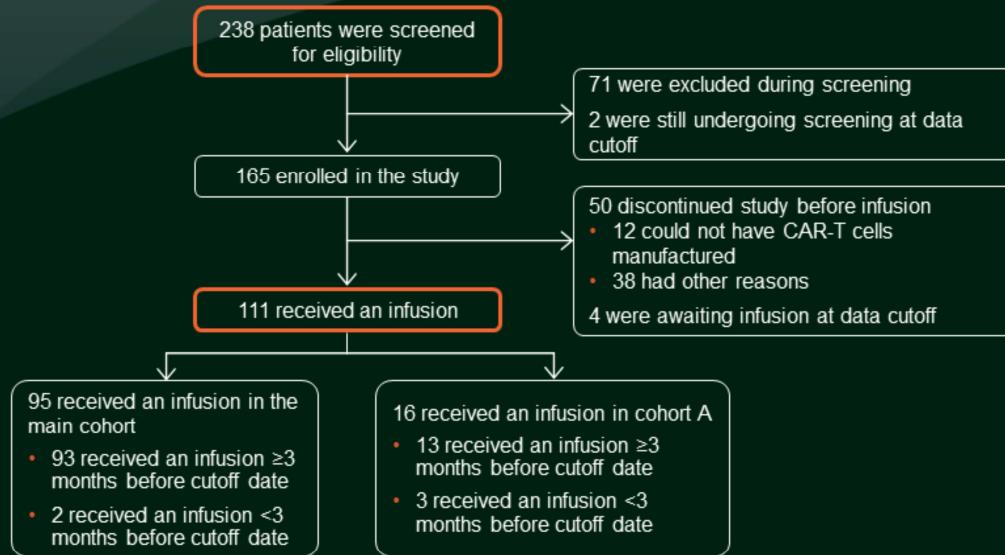 238 patients were screened
for eligibility
71 were excluded during screening
2 were still undergoing screening at data
cutoff
165 enrolled in the study
50 discontinued study before infusion
• 12 could not have CAR-T cells
manufactured
• 38 had other reasons
4 were awaiting infusion at data cutoff
111 received an infusion
95 received an infusion in the
main cohort
• 93 received an infusion ≥3
months before cutoff date
• 2 received an infusion <3
months before cutoff date
16 received an infusion in cohort A
• 13 received an infusion ≥3
months before cutoff date
• 3 received an infusion <3
months before cutoff date